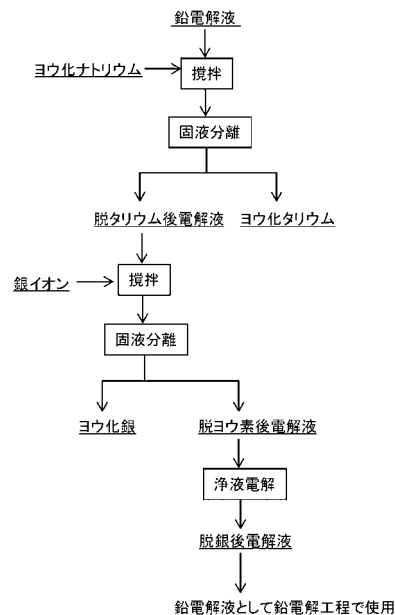 鉛電解液
ヨウ化ナトリウム
撹拌
固液分離
脱タリウム後電解液
ヨウ化タリウム
銀イオン
撹拌
固液分離
ヨウ化銀
脱ヨウ素後電解液
浄液電解
脱銀後電解液
鉛電解液として鉛電解工程で使用